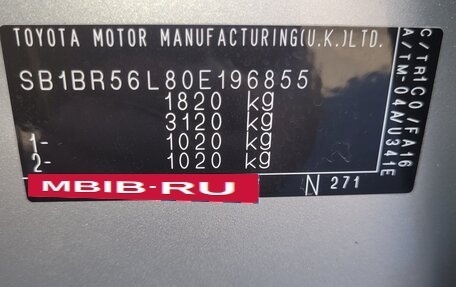 TOYOTA MOTOR MANUFACTURING(U.K.)LTD.
SB1BR56L80E196855
1820 kg
3120 kg
1- 1020 kg
2- 1020 kg
MBIB-RU
N 271
C/TR1C0/FA16
A/TM-04A/U341E